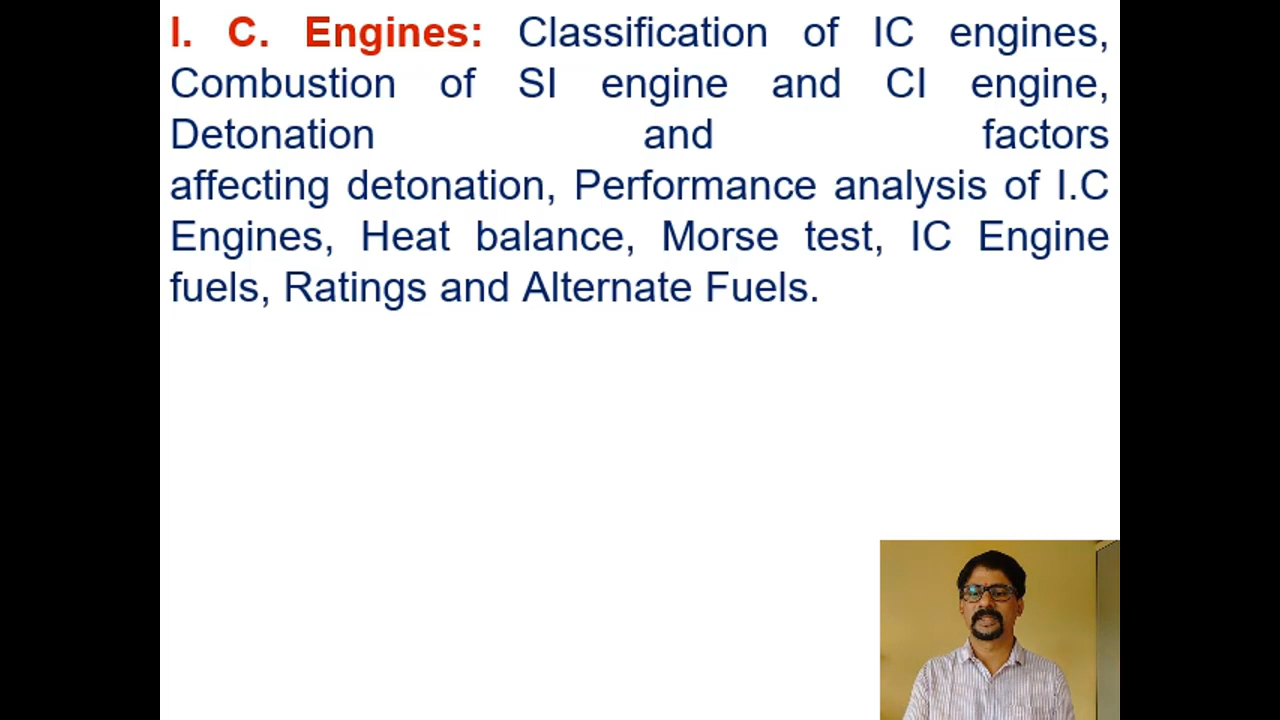 I. C. Engines: Classification of IC engines,
Combustion of SI engine and CI engine,
Detonation and factors
affecting detonation, Performance analysis of I.C
Engines, Heat balance, Morse test, IC Engine
fuels, Ratings and Alternate Fuels.